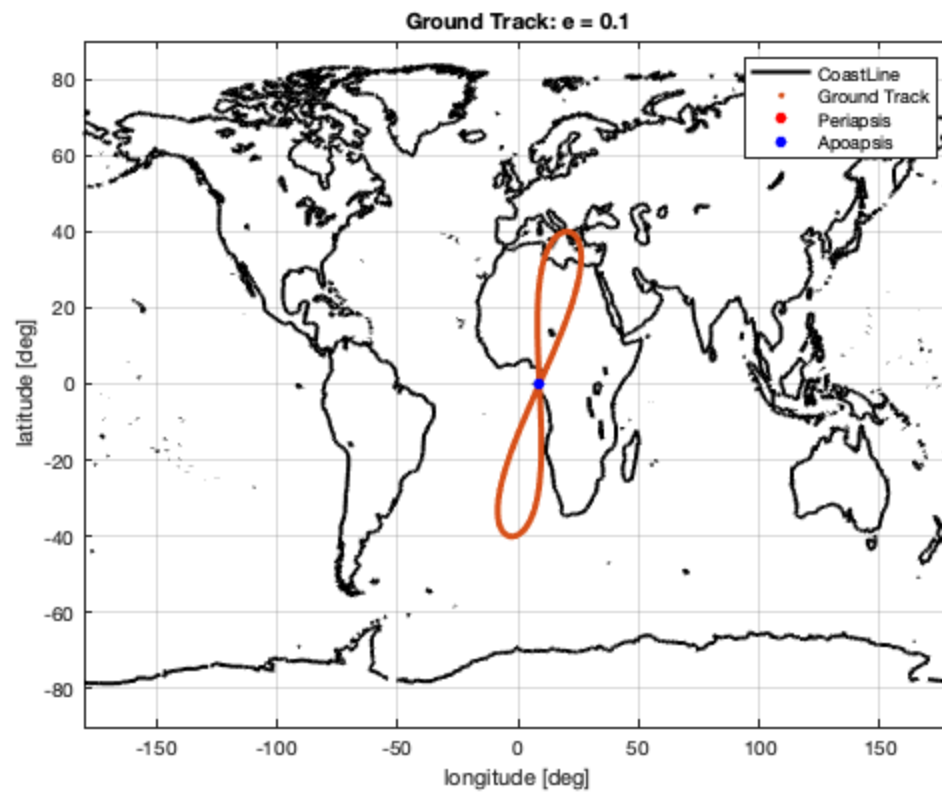 Ground Track: e = 0.1
CoastLine
Ground Track
Periapsis
Apoapsis
80
60
40
20
0
-20
-40
-60
-80
latitude [deg]
-150 -100 -50 0 50 100 150
longitude [deg]